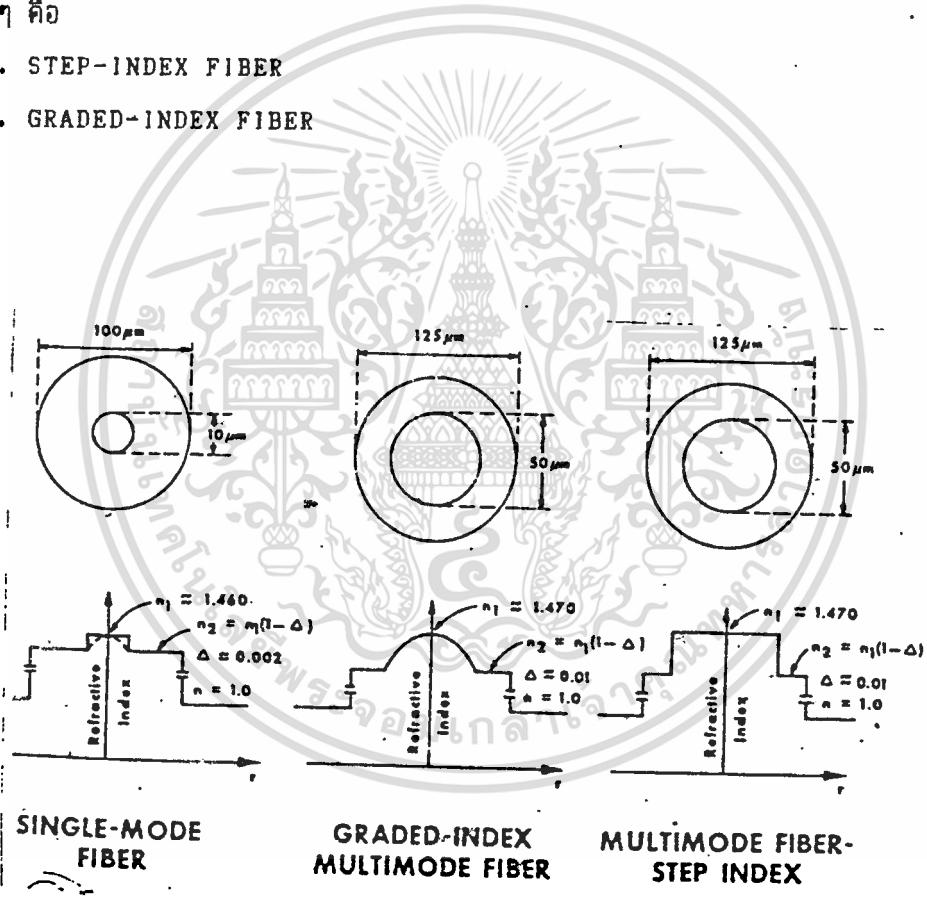 ๆ คือ
. STEP-INDEX FIBER
. GRADED-INDEX FIBER
100μm
10μm
125μm
50μm
125μm
50μm
n₁ ≈ 1.460
n₂ = n₁(1-Δ)
Δ = 0.002
n = 1.0
Refractive Index
r
n₁ ≈ 1.470
n₂ = n₁(1-Δ)
Δ = 0.01
n = 1.0
Refractive Index
r
n₁ ≈ 1.470
n₂ = n₁(1-Δ)
Δ = 0.01
n = 1.0
Refractive Index
r
SINGLE-MODE
FIBER
GRADED-INDEX
MULTIMODE FIBER
MULTIMODE FIBER-
STEP INDEX